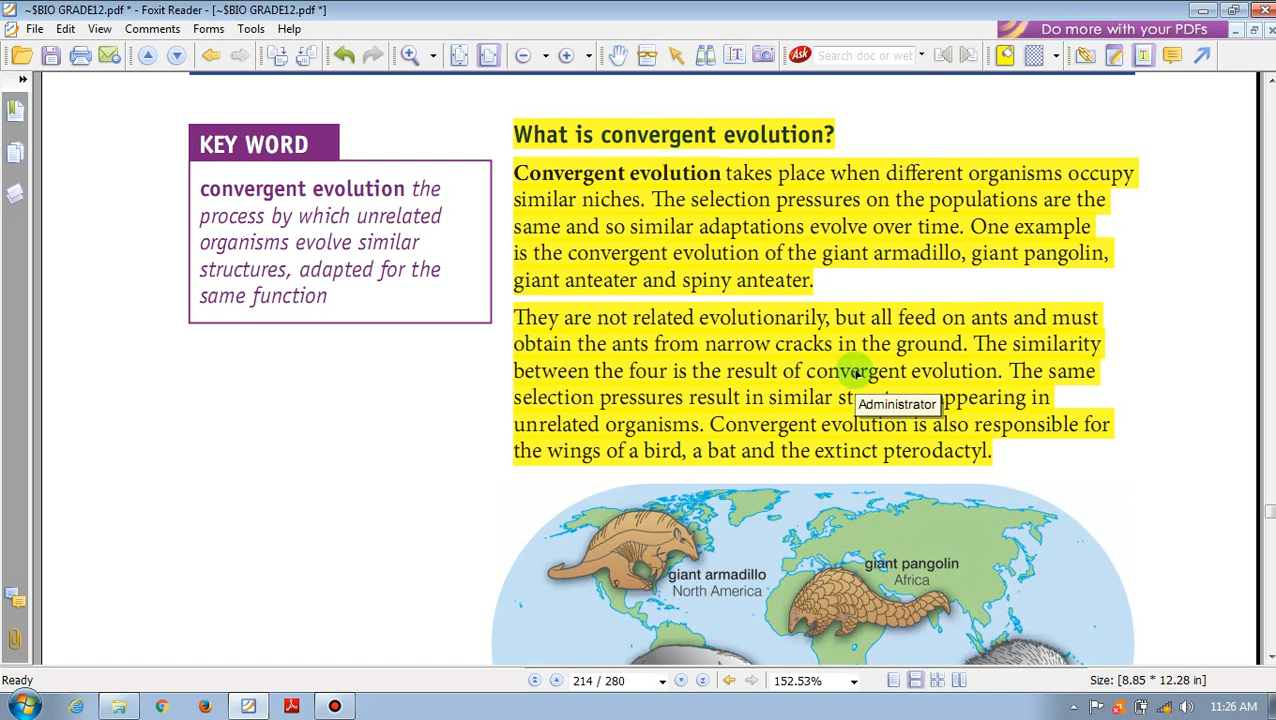 ~$BIO GRADE12.pdf * - Foxit Reader - [~$BIO GRADE12.pdf *]
File Edit View Comments Forms Tools Help
Do more with your PDFs
Ask
Search doc or wet
KEY WORD
convergent evolution the
process by which unrelated
organisms evolve similar
structures, adapted for the
same function
What is convergent evolution?
Convergent evolution takes place when different organisms occupy
similar niches. The selection pressures on the populations are the
same and so similar adaptations evolve over time. One example
is the convergent evolution of the giant armadillo, giant pangolin,
giant anteater and spiny anteater.
They are not related evolutionarily, but all feed on ants and must
obtain the ants from narrow cracks in the ground. The similarity
between the four is the result of convergent evolution. The same
selection pressures result in similar appearing in
unrelated organisms. Convergent evolution is also responsible for
the wings of a bird, a bat and the extinct pterodactyl.
Administrator
giant armadillo
North America
giant pangolin
Africa
Ready
214 / 280
152.53%
Size: [8.85 * 12.28 in]
11:26 AM